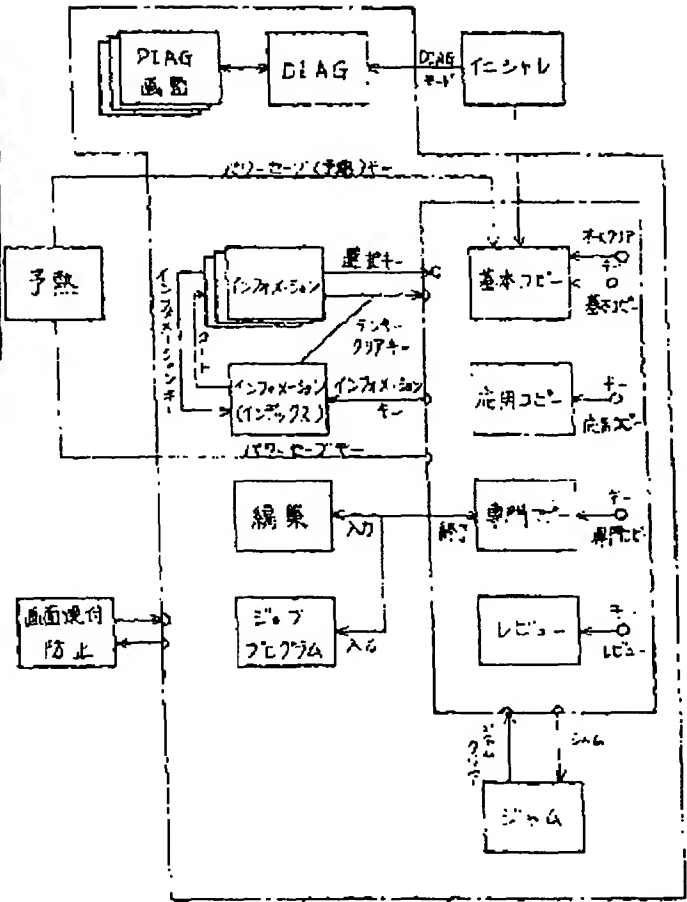 DIAG
画面
DIAG
DIAG
モード
イニシャル
パワーセーブ(予熱)キー
予熱
インフォメーションキー
コード
インフォメーション
選択キー
テンキー
クリアキー
インフォメーション
(インデックス)
インフォメーション
キー
パワーセーブキー
基本コピー
オールクリア
キー
基本コピー
応用コピー
キー
応用コピー
編集
入力
終了
専門コピー
キー
専門コピー
画面焼付
防止
ジョブ
プログラム
入力
レビュー
キー
レビュー
ジャム
ジャム